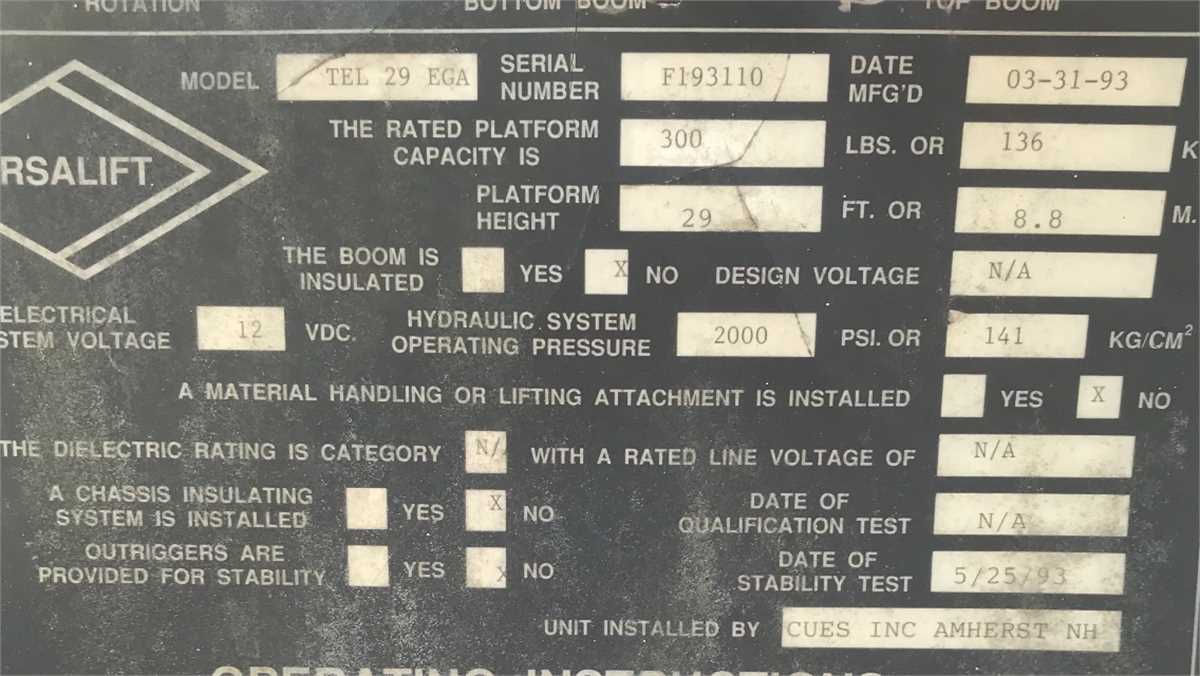 ROTATION BOTTOM BOOM TOP BOOM
MODEL TEL 29 EGA SERIAL NUMBER F193110 DATE MFG'D 03-31-93
RSALIFT
THE RATED PLATFORM CAPACITY IS 300 LBS. OR 136 K
PLATFORM HEIGHT 29 FT. OR 8.8 M.
THE BOOM IS INSULATED YES X NO DESIGN VOLTAGE N/A
ELECTRICAL STEM VOLTAGE 12 VDC. HYDRAULIC SYSTEM OPERATING PRESSURE 2000 PSI. OR 141 KG/CM²
A MATERIAL HANDLING OR LIFTING ATTACHMENT IS INSTALLED YES X NO
THE DIELECTRIC RATING IS CATEGORY N/ WITH A RATED LINE VOLTAGE OF N/A
A CHASSIS INSULATING SYSTEM IS INSTALLED YES X NO DATE OF QUALIFICATION TEST N/A
OUTRIGGERS ARE PROVIDED FOR STABILITY YES X NO DATE OF STABILITY TEST 5/25/93
UNIT INSTALLED BY CUES INC AMHERST NH
OPERATING INSTRUCTIONS